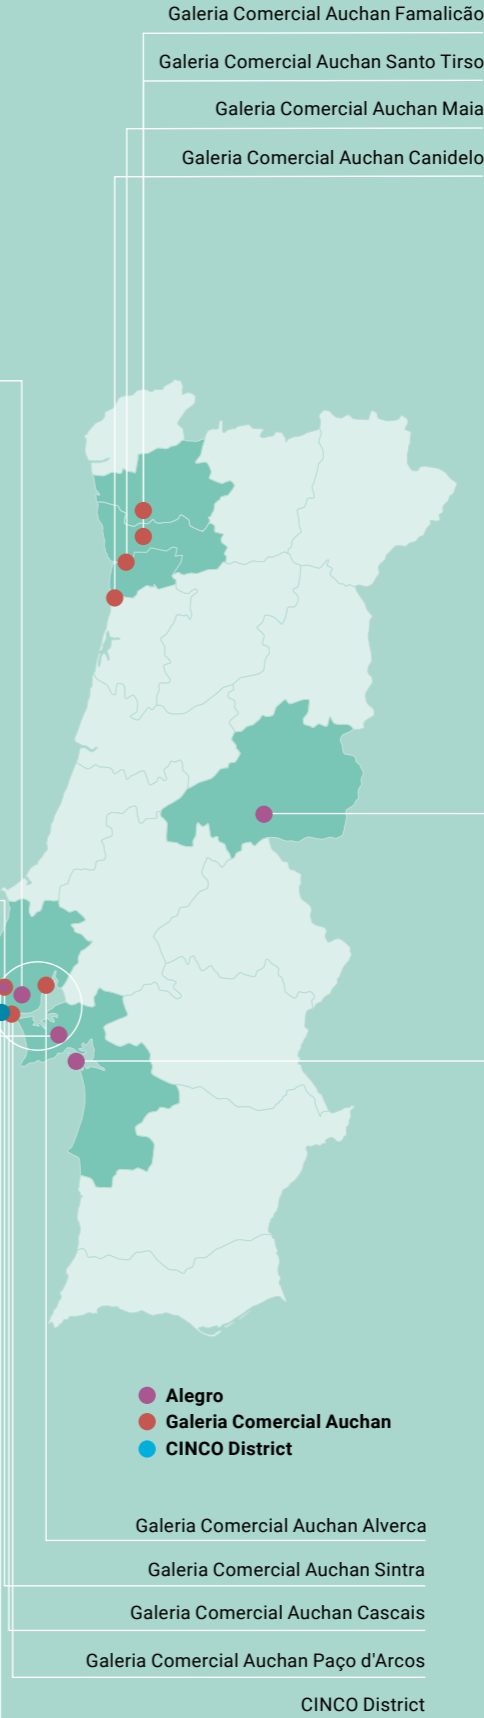 Galeria Comercial Auchan Famalicão
Galeria Comercial Auchan Santo Tirso
Galeria Comercial Auchan Maia
Galeria Comercial Auchan Canidelo
Alegro
Galeria Comercial Auchan
CINCO District
Galeria Comercial Auchan Alverca
Galeria Comercial Auchan Sintra
Galeria Comercial Auchan Cascais
Galeria Comercial Auchan Paço d'Arcos
CINCO District